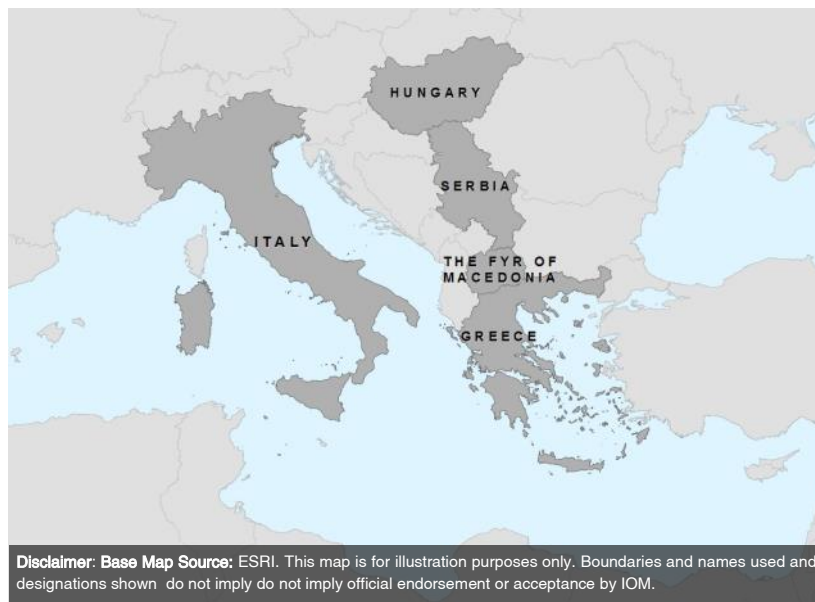 HUNGARY
SERBIA
ITALY
THE FYR OF
MACEDONIA
GREECE
Disclaimer: Base Map Source: ESRI. This map is for illustration purposes only. Boundaries and names used and
designations shown do not imply do not imply official endorsement or acceptance by IOM.